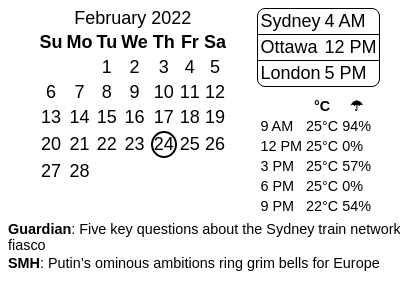 February 2022
Su Mo Tu We Th Fr Sa
1 2 3 4 5
6 7 8 9 10 11 12
13 14 15 16 17 18 19
20 21 22 23 24 25 26
27 28
Sydney 4 AM
Ottawa 12 PM
London 5 PM
°C ☂
9 AM 25°C 94%
12 PM 25°C 0%
3 PM 25°C 57%
6 PM 25°C 0%
9 PM 22°C 54%
Guardian: Five key questions about the Sydney train network
fiasco
SMH: Putin’s ominous ambitions ring grim bells for Europe